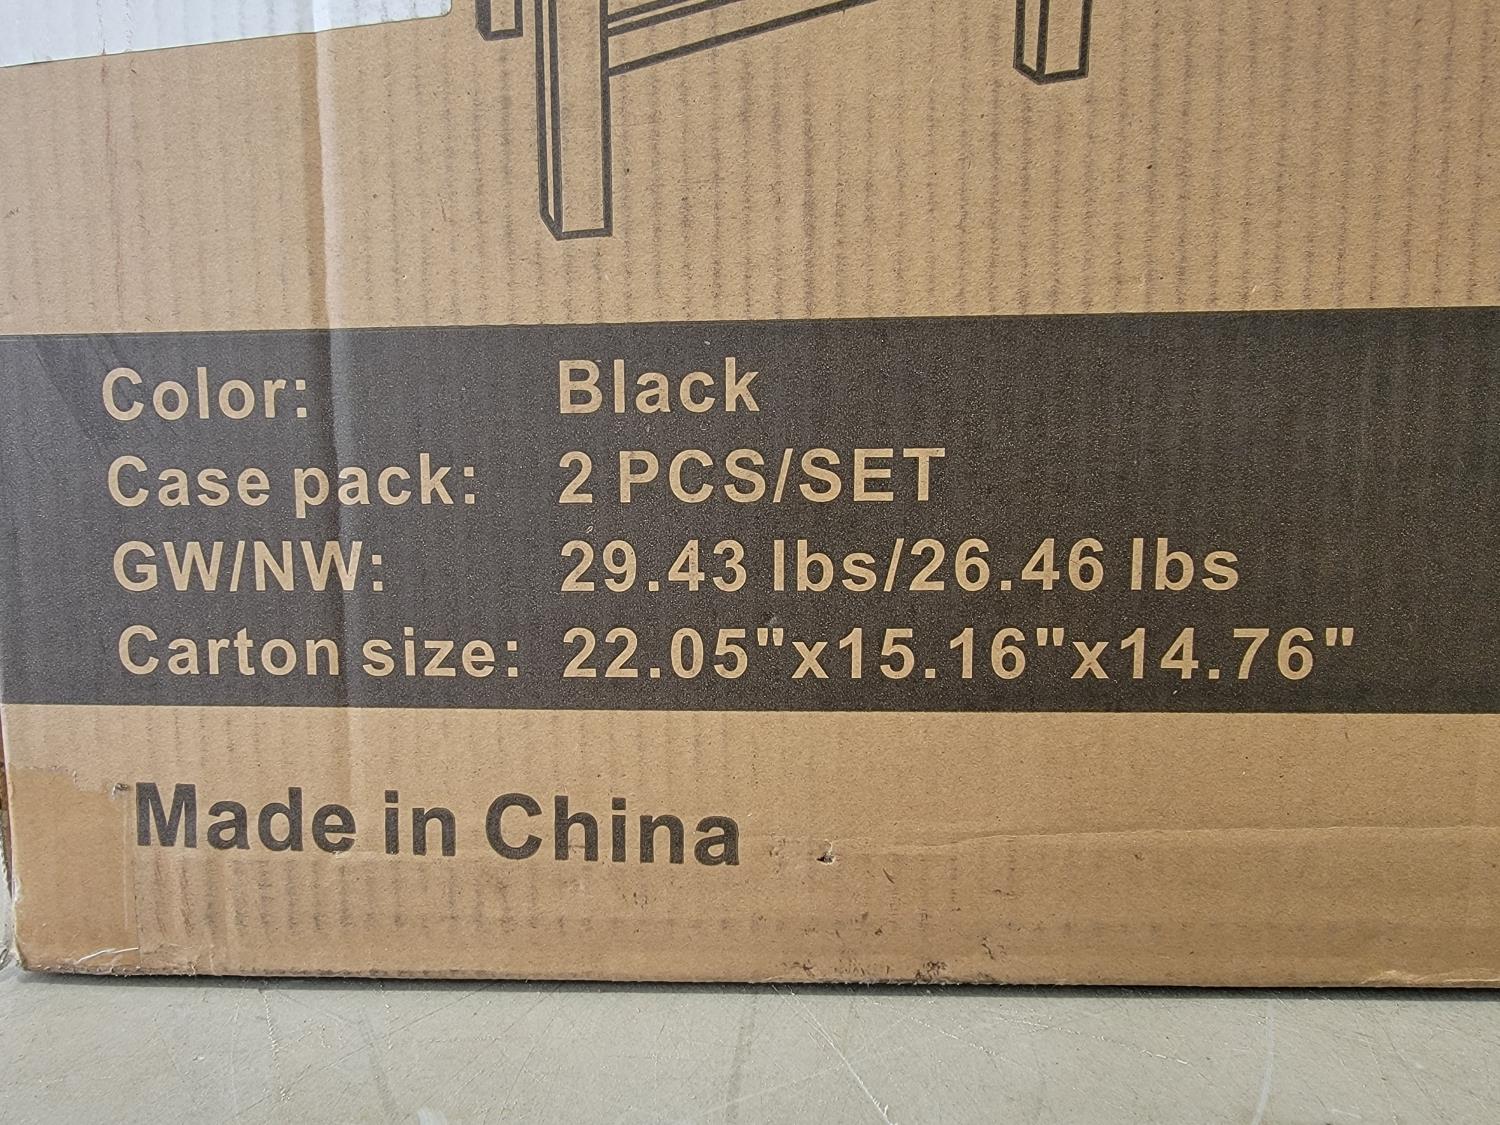 Color: Black
Case pack: 2 PCS/SET
GW/NW: 29.43 lbs/26.46 lbs
Carton size: 22.05"x15.16"x14.76"
Made in China